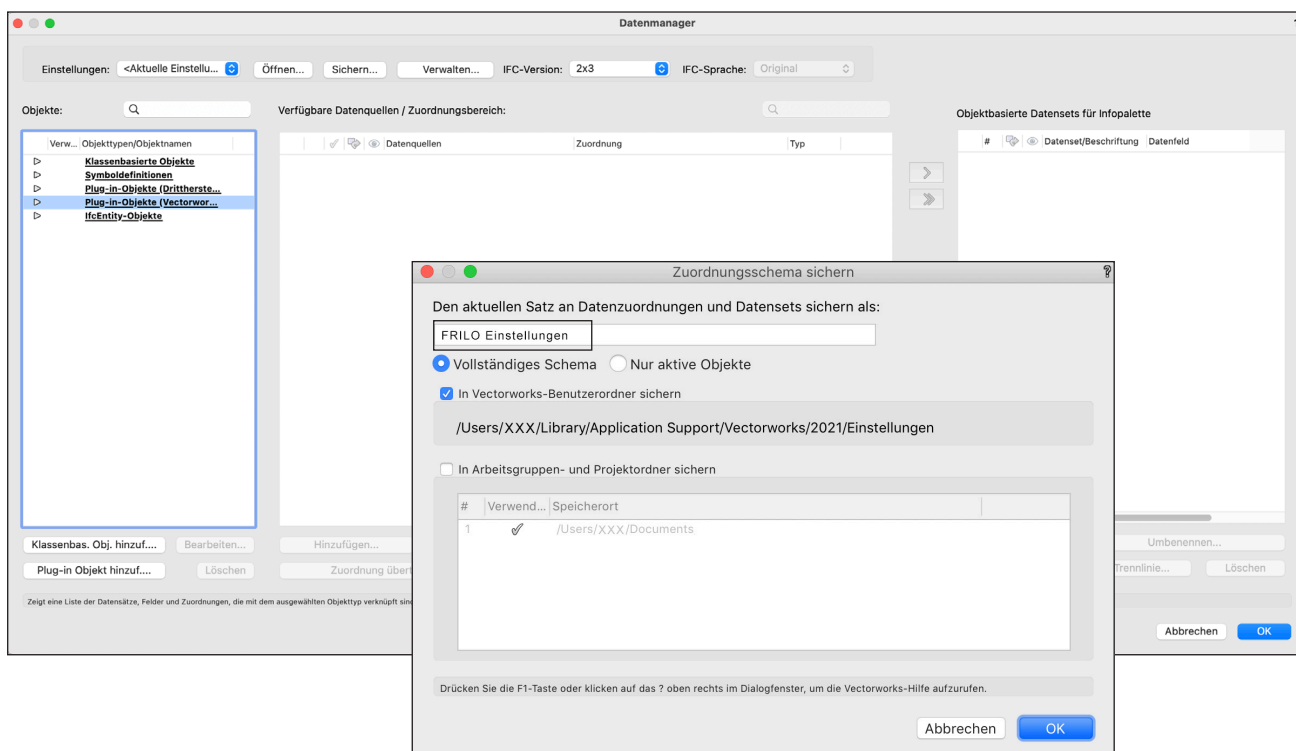 Datenmanager
?
Einstellungen: <Aktuelle Einstellu... Öffnen... Sichern... Verwalten... IFC-Version: 2x3 IFC-Sprache: Original
Objekte: Verfügbare Datenquellen / Zuordnungsbereich: Objektbasierte Datensets für Infopalette
Verw... Objekttypen/Objektnamen Datenquellen Zuordnung Typ # Datenset/Beschriftung Datenfeld
Klassenbasierte Objekte
Symboldefinitionen
Plug-in-Objekte (Drittherste...
Plug-in-Objekte (Vectorwor...
IfcEntity-Objekte
Klassenbas. Obj. hinzuf.... Bearbeiten... Hinzufügen... Umbenennen...
Plug-in Objekt hinzuf.... Löschen Zuordnung übert Trennlinie... Löschen
Zeigt eine Liste der Datensätze, Felder und Zuordnungen, die mit dem ausgewählten Objekttyp verknüpft sin
Abbrechen OK
Zuordnungsschema sichern ?
Den aktuellen Satz an Datenzuordnungen und Datensets sichern als:
FRILO Einstellungen
Vollständiges Schema Nur aktive Objekte
In Vectorworks-Benutzerordner sichern
/Users/XXX/Library/Application Support/Vectorworks/2021/Einstellungen
In Arbeitsgruppen- und Projektordner sichern
# Verwend... Speicherort
1 /Users/XXX/Documents
Drücken Sie die F1-Taste oder klicken auf das ? oben rechts im Dialogfenster, um die Vectorworks-Hilfe aufzurufen.
Abbrechen OK